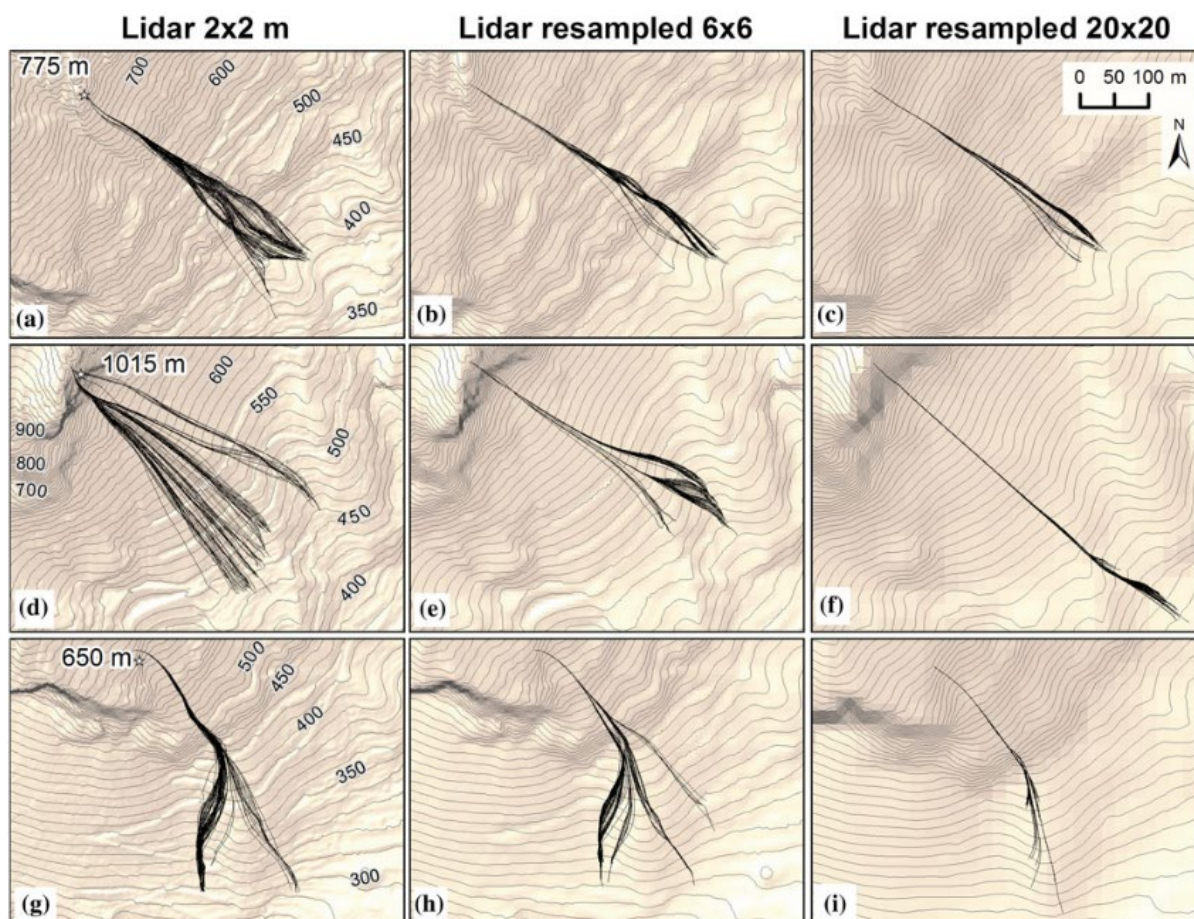 Lidar 2x2 m
Lidar resampled 6x6
Lidar resampled 20x20
775 m
700
600
500
450
400
350
(a)
(b)
0 50 100 m
N
(c)
1015 m
600
550
500
900
800
700
450
400
(d)
(e)
(f)
650 m
500
450
400
350
300
(g)
(h)
(i)